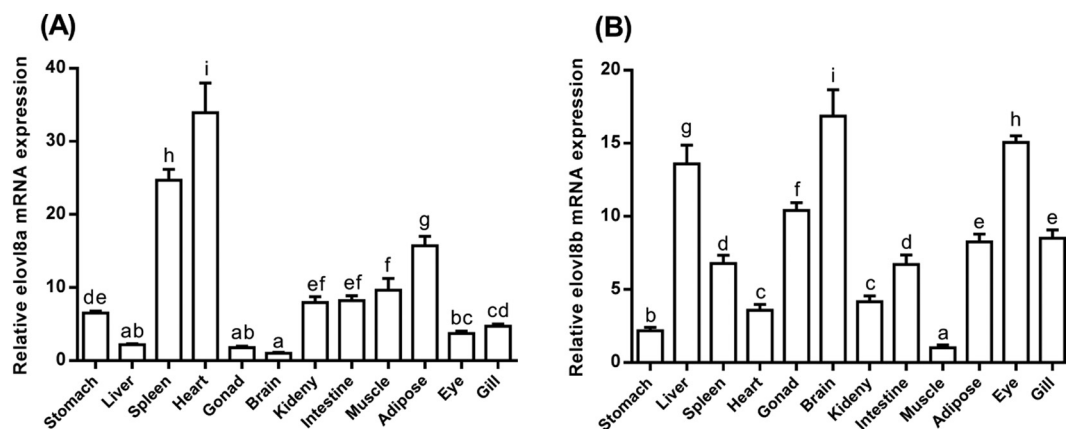 (A)
Relative elovl8a mRNA expression
40
30
20
10
0
de
ab
h
i
ab
a
ef
ef
f
g
bc
cd
Stomach
Liver
Spleen
Heart
Gonad
Brain
Kideny
Intestine
Muscle
Adipose
Eye
Gill
(B)
Relative elovl8b mRNA expression
20
15
10
5
0
b
g
d
c
f
i
c
d
a
e
h
e
Stomach
Liver
Spleen
Heart
Gonad
Brain
Kideny
Intestine
Muscle
Adipose
Eye
Gill